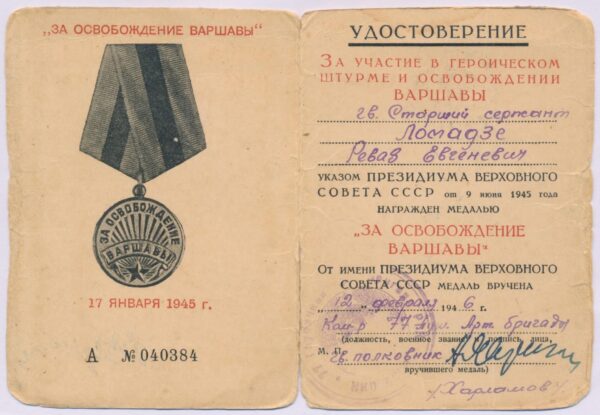 „ЗА ОСВОБОЖДЕНИЕ ВАРШАВЫ"
ЗА ОСВОБОЖДЕНИЕ
ВАРШАВЫ
17 ЯНВАРЯ 1945 г.
А № 040384
УДОСТОВЕРЕНИЕ
ЗА УЧАСТИЕ В ГЕРОИЧЕСКОМ
ШТУРМЕ И ОСВОБОЖДЕНИИ
ВАРШАВЫ
гв. Старший сержант
Ломадзе
Реваз Евгеневич
УКАЗОМ ПРЕЗИДИУМА ВЕРХОВНОГО
СОВЕТА СССР от 9 июня 1945 года
НАГРАЖДЕН МЕДАЛЬЮ
„ЗА ОСВОБОЖДЕНИЕ
ВАРШАВЫ"
От имени ПРЕЗИДИУМА ВЕРХОВНОГО
СОВЕТА СССР МЕДАЛЬ ВРУЧЕНА
"12" февраля 1946 г.
Ком-р 77 Арт. бригады
(должность, военное звание и подпись лица,
М. П. гв. полковник
вручившего медаль)
/Харламов/